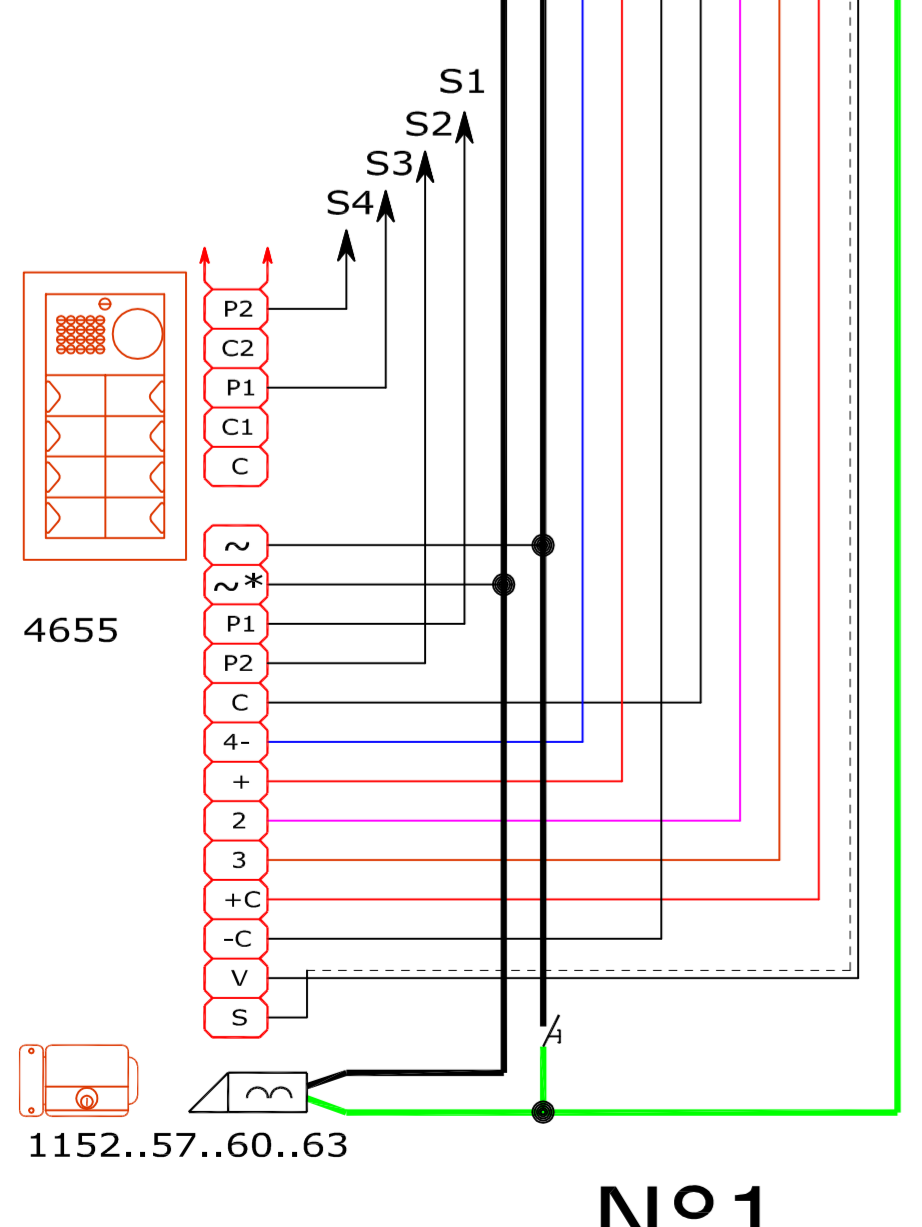 S1
S2
S3
S4
P2
C2
P1
C1
C
~
~*
4655
P1
P2
C
4-
+
2
3
+C
-C
V
S
1152..57..60..63
Nº1